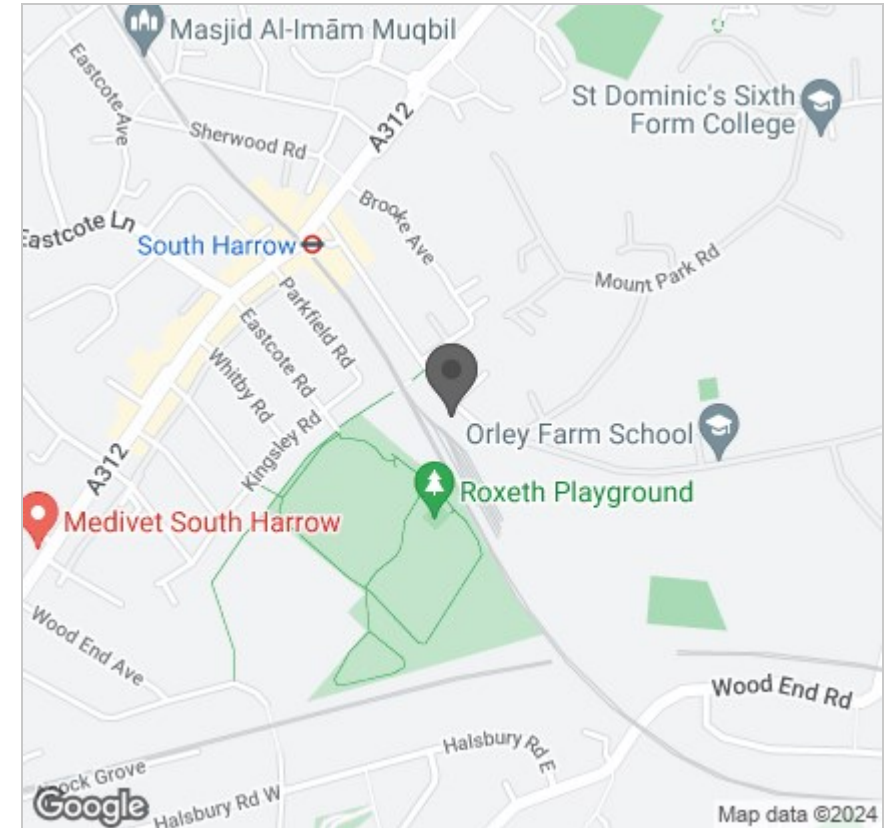 Masjid Al-Imām Muqbil
Eastcote Ave
Sherwood Rd
A312
St Dominic's Sixth
Form College
Brooke Ave
Eastcote Ln
South Harrow
Mount Park Rd
Parkfield Rd
Eastcote Rd
Whitby Rd
Kingsley Rd
Orley Farm School
A312
Roxeth Playground
Medivet South Harrow
Wood End Ave
Wood End Rd
Halsbury Rd E
ock Grove
Halsbury Rd W
Google
Map data ©2024